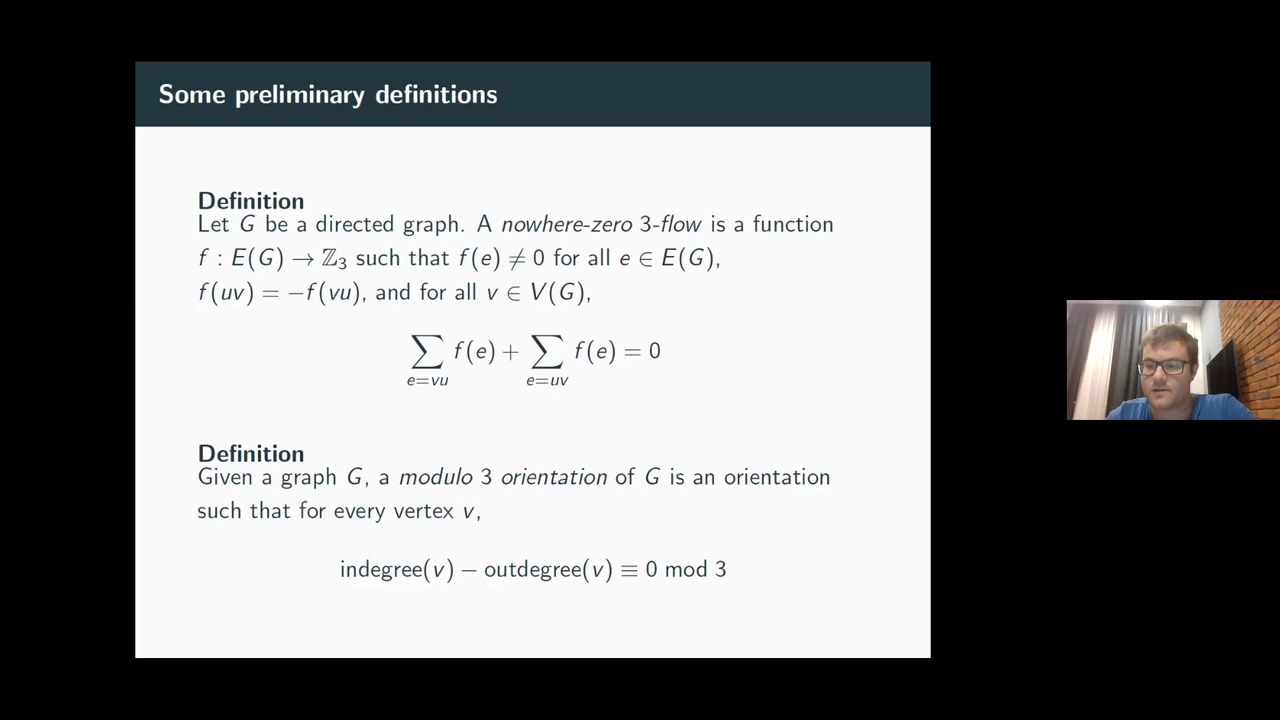 Some preliminary definitions
Definition
Let G be a directed graph. A nowhere-zero 3-flow is a function
f : E(G) → ℤ₃ such that f(e) ≠ 0 for all e ∈ E(G),
f(uv) = −f(vu), and for all v ∈ V(G),
∑_{e=vu} f(e) + ∑_{e=uv} f(e) = 0
Definition
Given a graph G, a modulo 3 orientation of G is an orientation
such that for every vertex v,
indegree(v) − outdegree(v) ≡ 0 mod 3